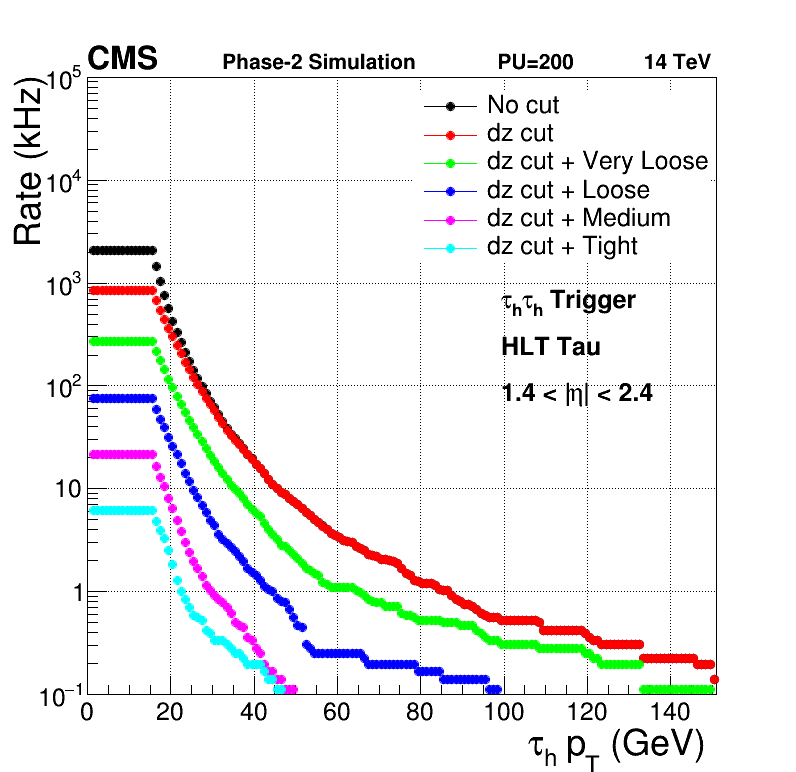 CMS Phase-2 Simulation PU=200 14 TeV
Rate (kHz)
10^5
10^4
10^3
10^2
10
1
10^−1
No cut
dz cut
dz cut + Very Loose
dz cut + Loose
dz cut + Medium
dz cut + Tight
τ_hτ_h Trigger
HLT Tau
1.4 < |η| < 2.4
0 20 40 60 80 100 120 140
τ_h p_T (GeV)